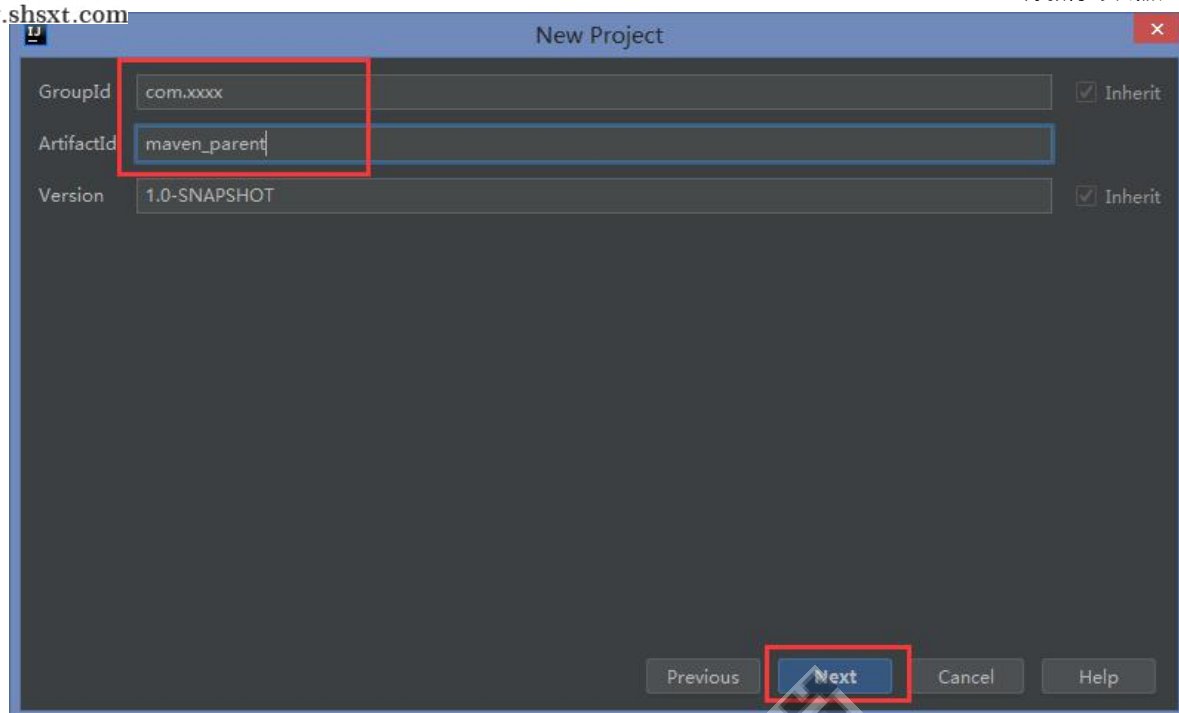 .shsxt.com
New Project
GroupId com.xxxx Inherit
ArtifactId maven_parent
Version 1.0-SNAPSHOT Inherit
Previous Next Cancel Help